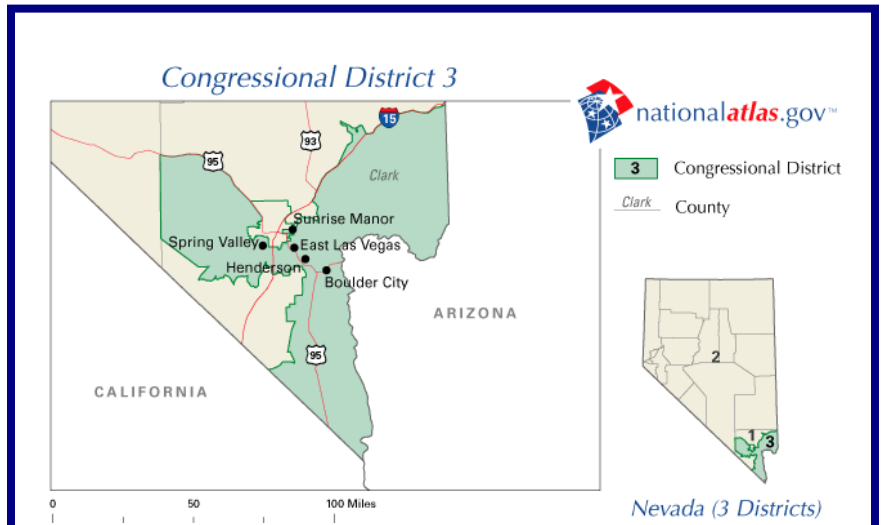 Congressional District 3
nationalatlas.gov™
15
93
95
Clark
3 Congressional District
Clark County
Sunrise Manor
Spring Valley
East Las Vegas
Henderson
Boulder City
ARIZONA
95
CALIFORNIA
2
1
3
0 50 100 Miles
Nevada (3 Districts)